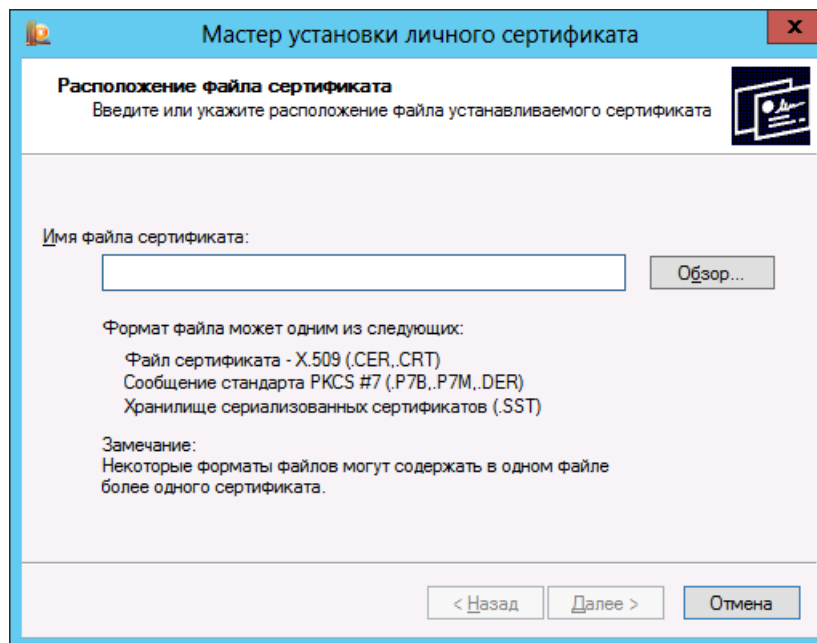 Мастер установки личного сертификата
x
Расположение файла сертификата
Введите или укажите расположение файла устанавливаемого сертификата
Имя файла сертификата:
Обзор...
Формат файла может одним из следующих:
Файл сертификата - X.509 (.CER,.CRT)
Сообщение стандарта PKCS #7 (.P7B,.P7M,.DER)
Хранилище сериализованных сертификатов (.SST)
Замечание:
Некоторые форматы файлов могут содержать в одном файле
более одного сертификата.
< Назад Далее > Отмена